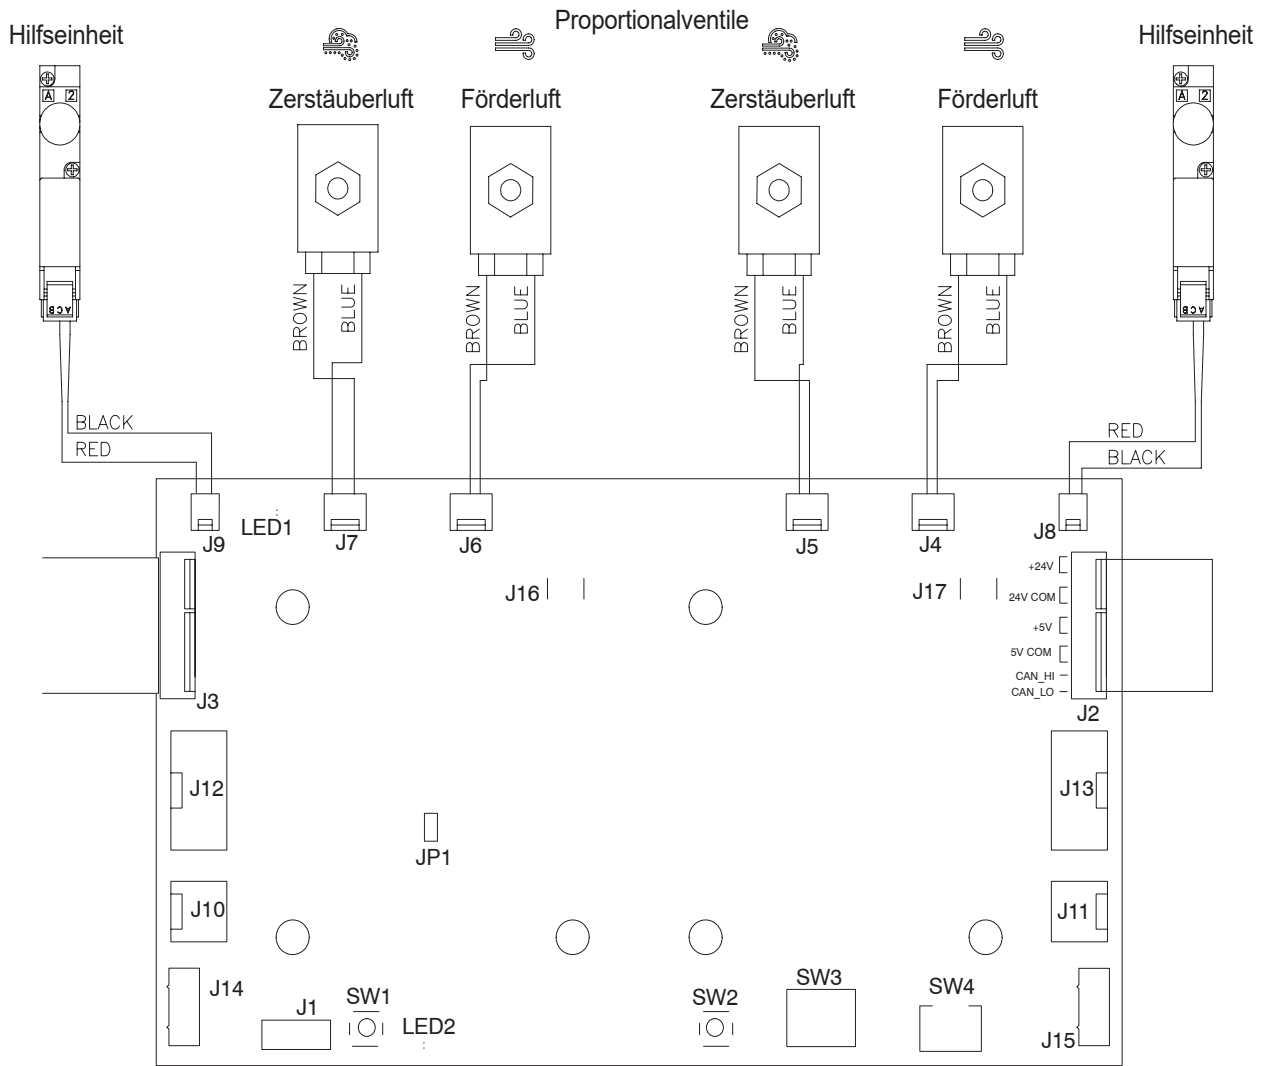 Proportionalventile
Hilfseinheit
Hilfseinheit
Zerstäuberluft
Förderluft
Zerstäuberluft
Förderluft
A 2
A 2
BROWN
BLUE
BROWN
BLUE
BROWN
BLUE
BROWN
BLUE
ACB
ACB
BLACK
RED
RED
BLACK
J9
LED1
J7
J6
J5
J4
J8
J16
J17
+24V
24V COM
+5V
5V COM
CAN_HI
CAN_LO
J3
J2
J12
J13
JP1
J10
J11
J14
J1
SW1
LED2
SW2
SW3
SW4
J15